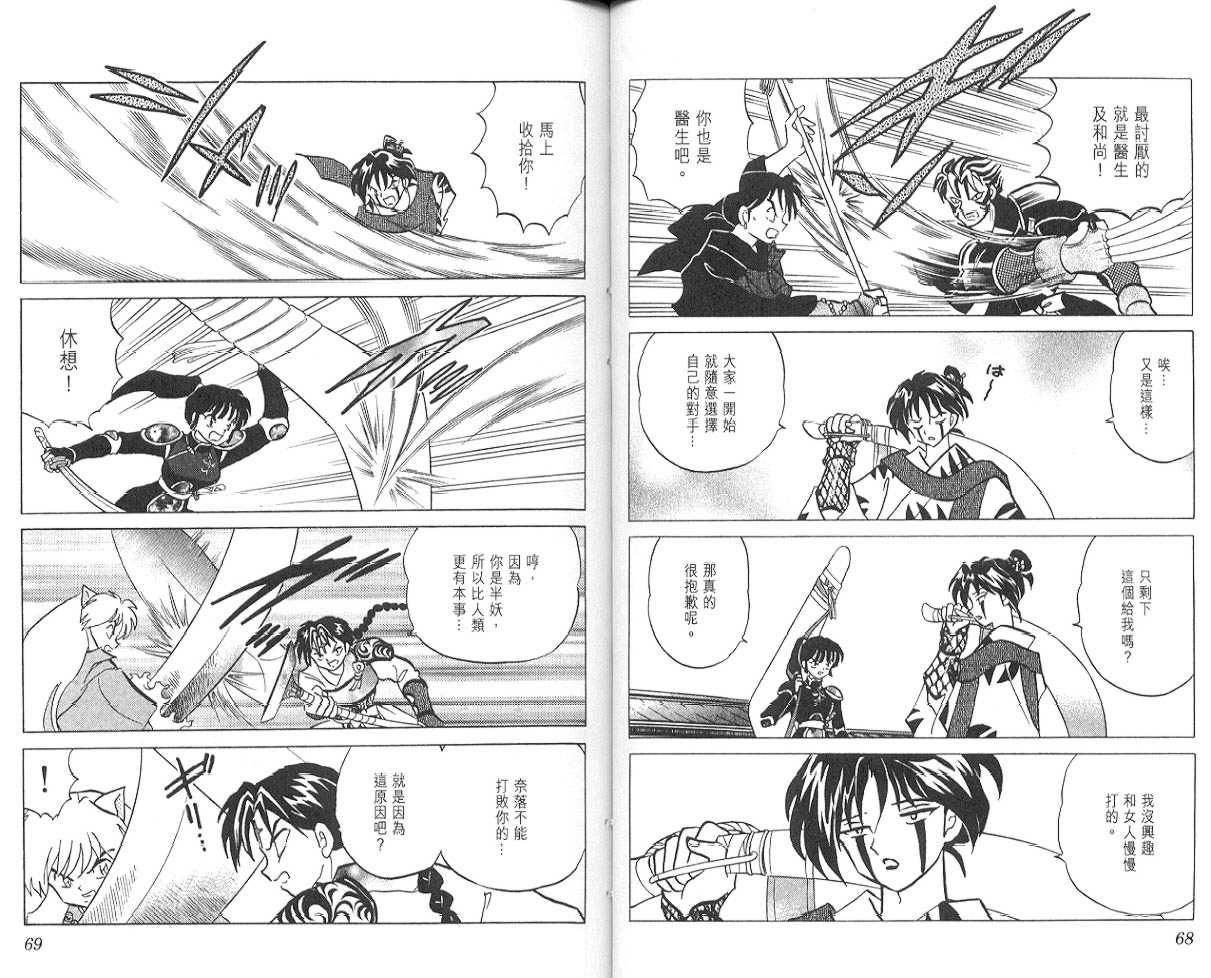 最討厭的
就是醫生
及和尚！
你也是
醫生吧。
唉…
又是這樣…
は〜
大家一開始
就隨意選擇
自己的對手…
只剩下
這個給我嗎？
那真的
很抱歉呢。
我沒興趣
和女人慢慢
打的。
68
馬上
收拾你！
休想！
哼，
因為
你是半妖，
所以比人類
更有本事…
奈落不能
打敗你的…
就是因為
這原因吧？
！
69